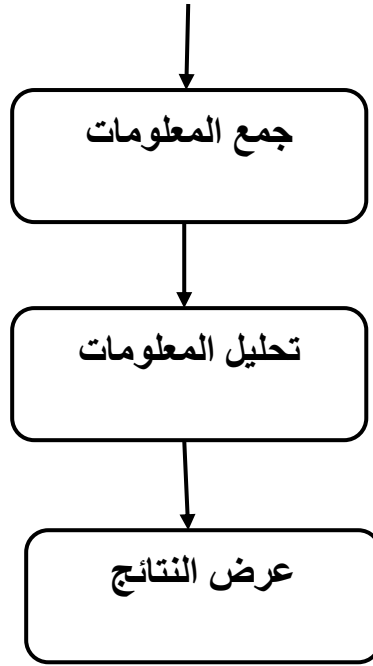 جمع المعلومات
تحليل المعلومات
عرض النتائج